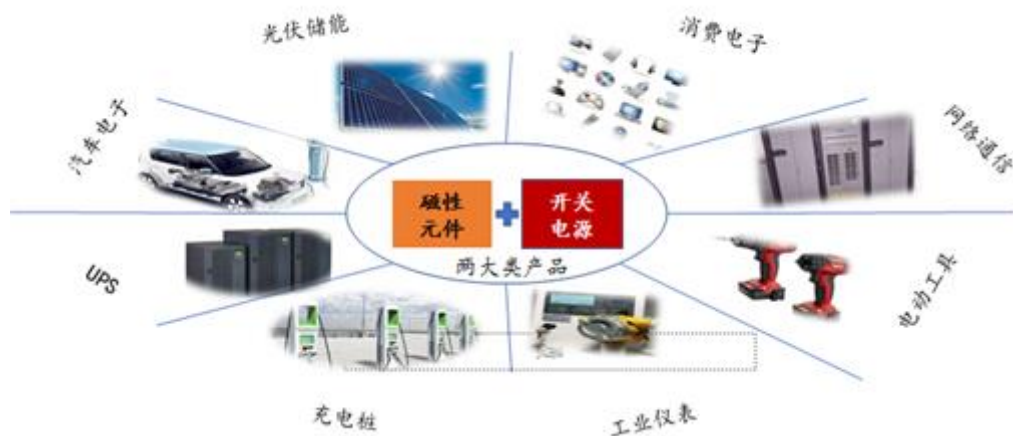 光伏储能
消费电子
汽车电子
网络通信
磁性
元件
开关
电源
两大类产品
UPS
电动工具
充电桩
工业仪表